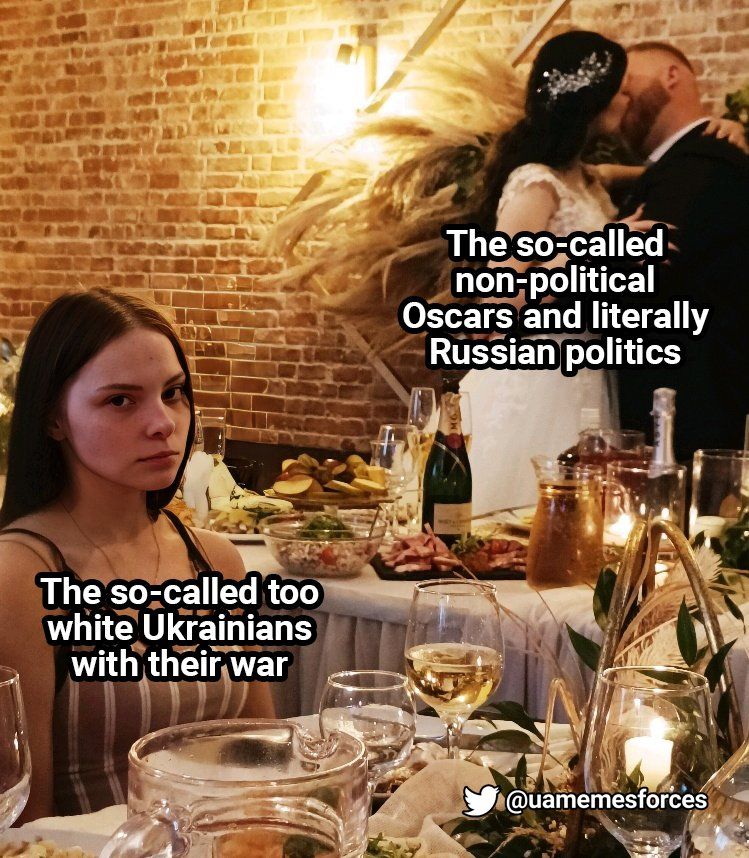 The so-called
non-political
Oscars and literally
Russian politics
The so-called too
white Ukrainians
with their war
@uamemesforces